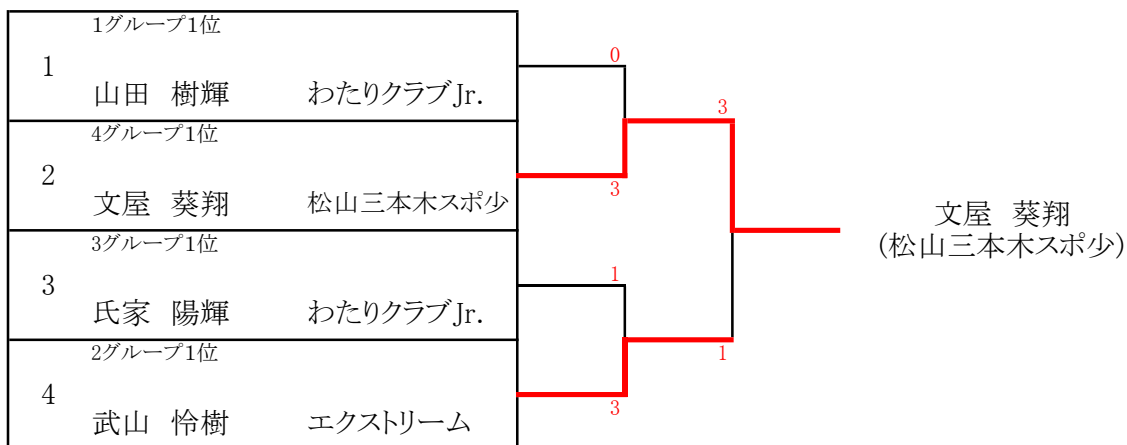 1グループ1位
1
山田 樹輝 わたりクラブJr.
4グループ1位
2
文屋 葵翔 松山三本木スポ少
3グループ1位
3
氏家 陽輝 わたりクラブJr.
2グループ1位
4
武山 怜樹 エクストリーム
0
3
3
1
3
1
文屋 葵翔
(松山三本木スポ少)